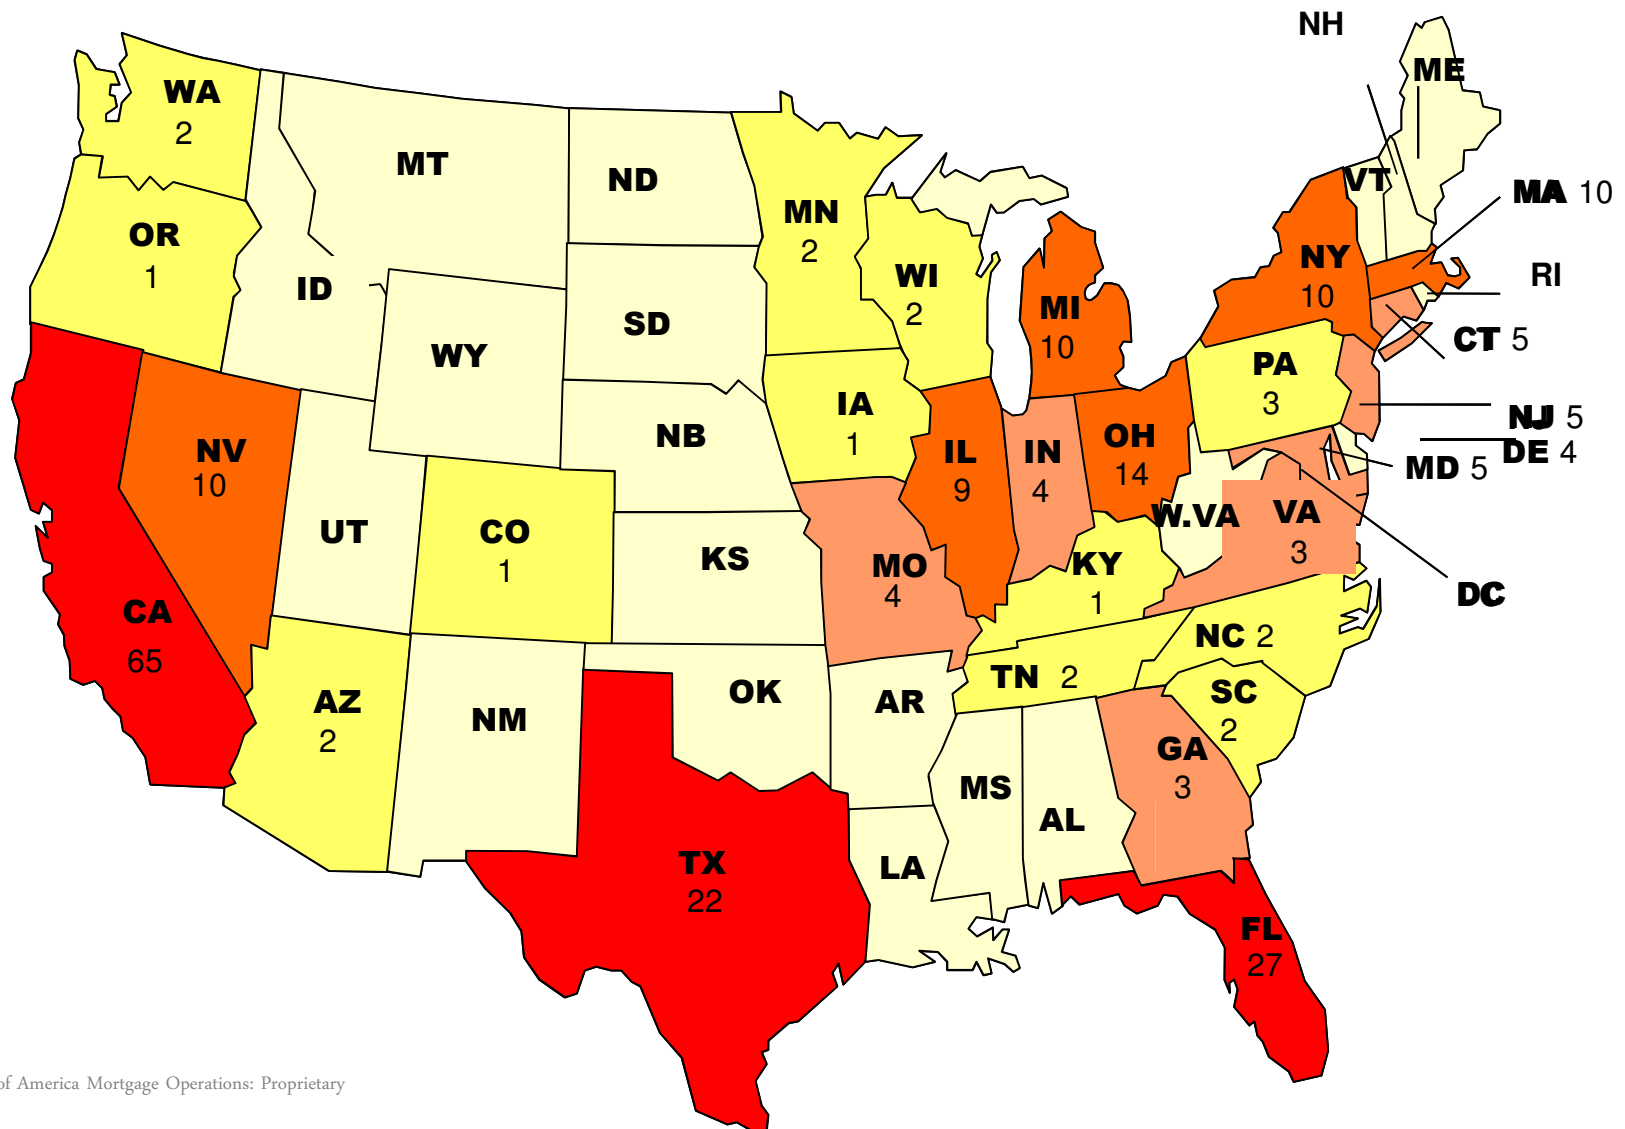 NH
ME
WA
2
MT
ND
VT
MA 10
MN
2
OR
1
NY
10
WI
2
RI
ID
MI
10
SD
CT 5
WY
PA
3
IA
1
NJ 5
NB
OH
14
NV
10
IL
9
IN
4
DE 4
MD 5
UT
CO
1
W.VA
VA
3
KS
MO
4
KY
1
DC
CA
65
NC 2
TN 2
AZ
2
NM
OK
AR
SC
2
GA
3
MS
AL
TX
22
LA
FL
27
of America Mortgage Operations: Proprietary